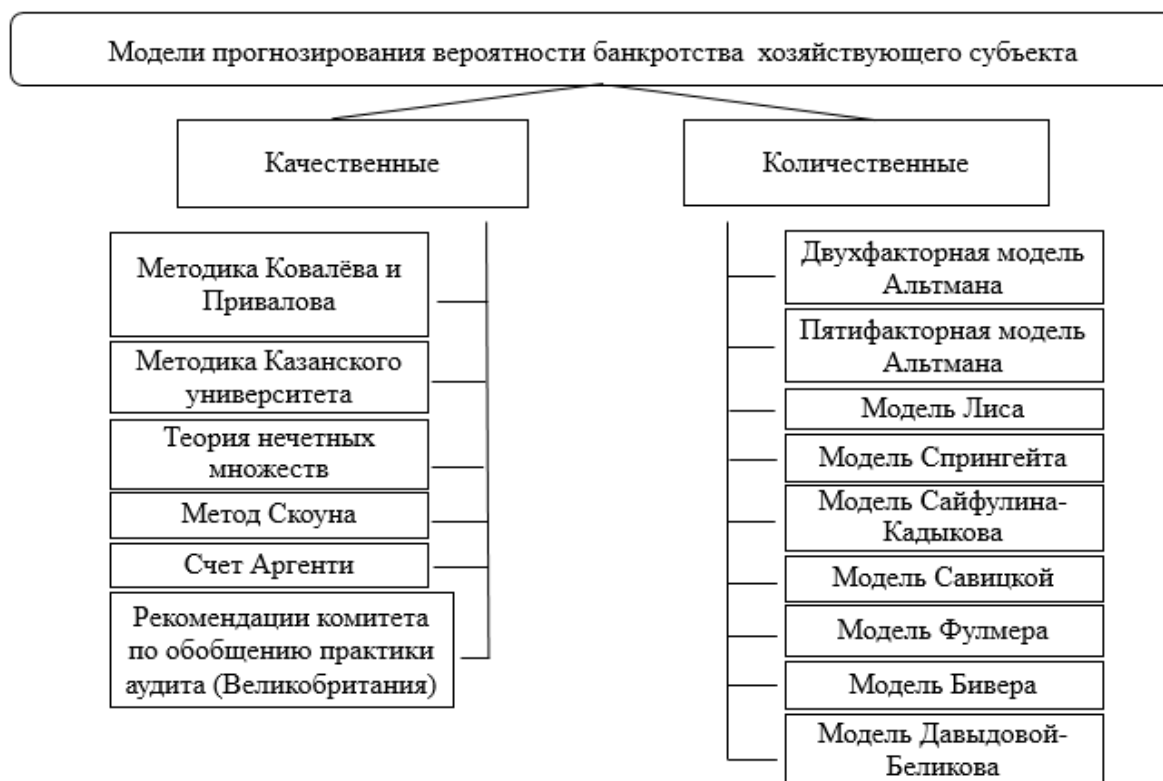 Модели прогнозирования вероятности банкротства хозяйствующего субъекта
Качественные
Методика Ковалёва и
Привалова
Методика Казанского
университета
Теория нечетных
множеств
Метод Скоуна
Счет Аргенти
Рекомендации комитета
по обобщению практики
аудита (Великобритания)
Количественные
Двухфакторная модель
Альтмана
Пятифакторная модель
Альтмана
Модель Лиса
Модель Спрингейта
Модель Сайфулина-
Кадыкова
Модель Савицкой
Модель Фулмера
Модель Бивера
Модель Давыдовой-
Беликова